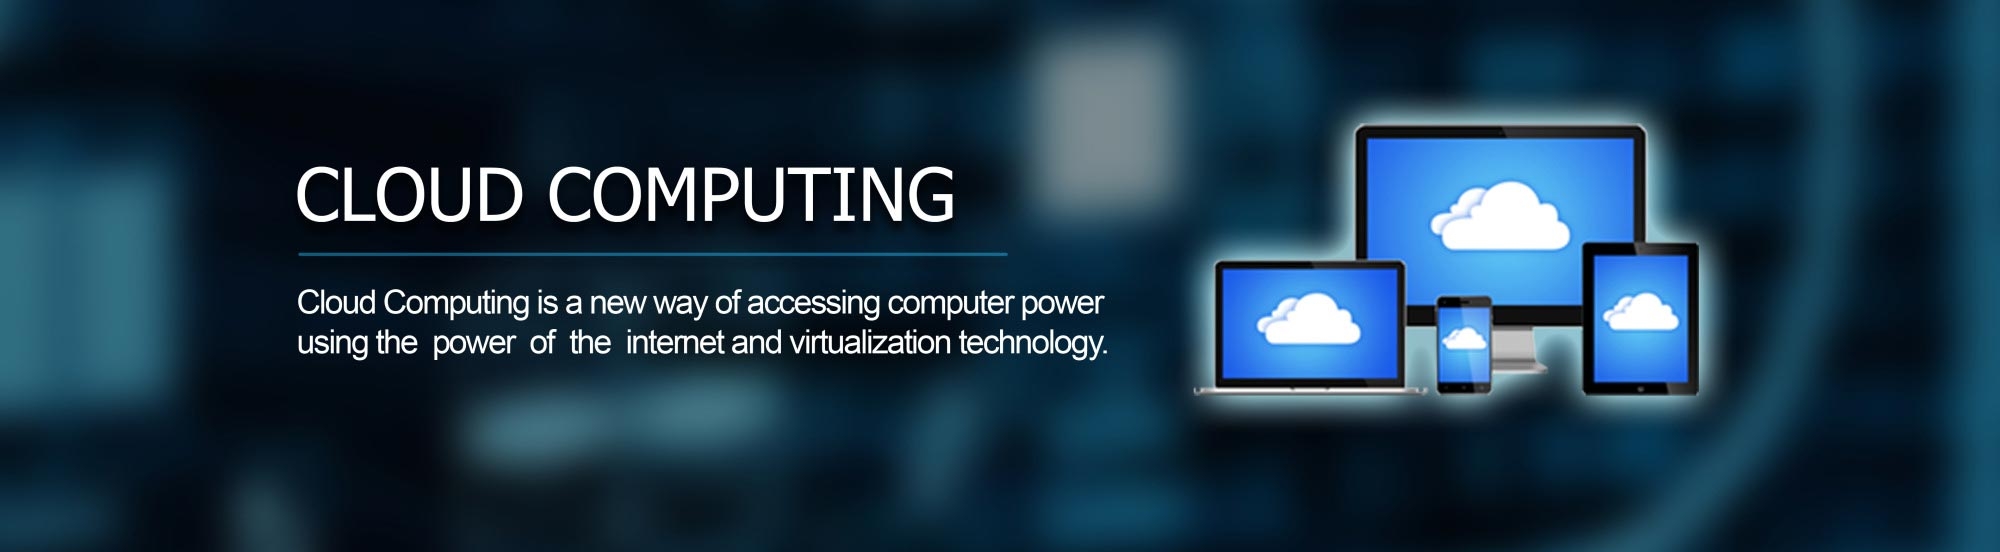 CLOUD COMPUTING
Cloud Computing is a new way of accessing computer power
using the power of the internet and virtualization technology.